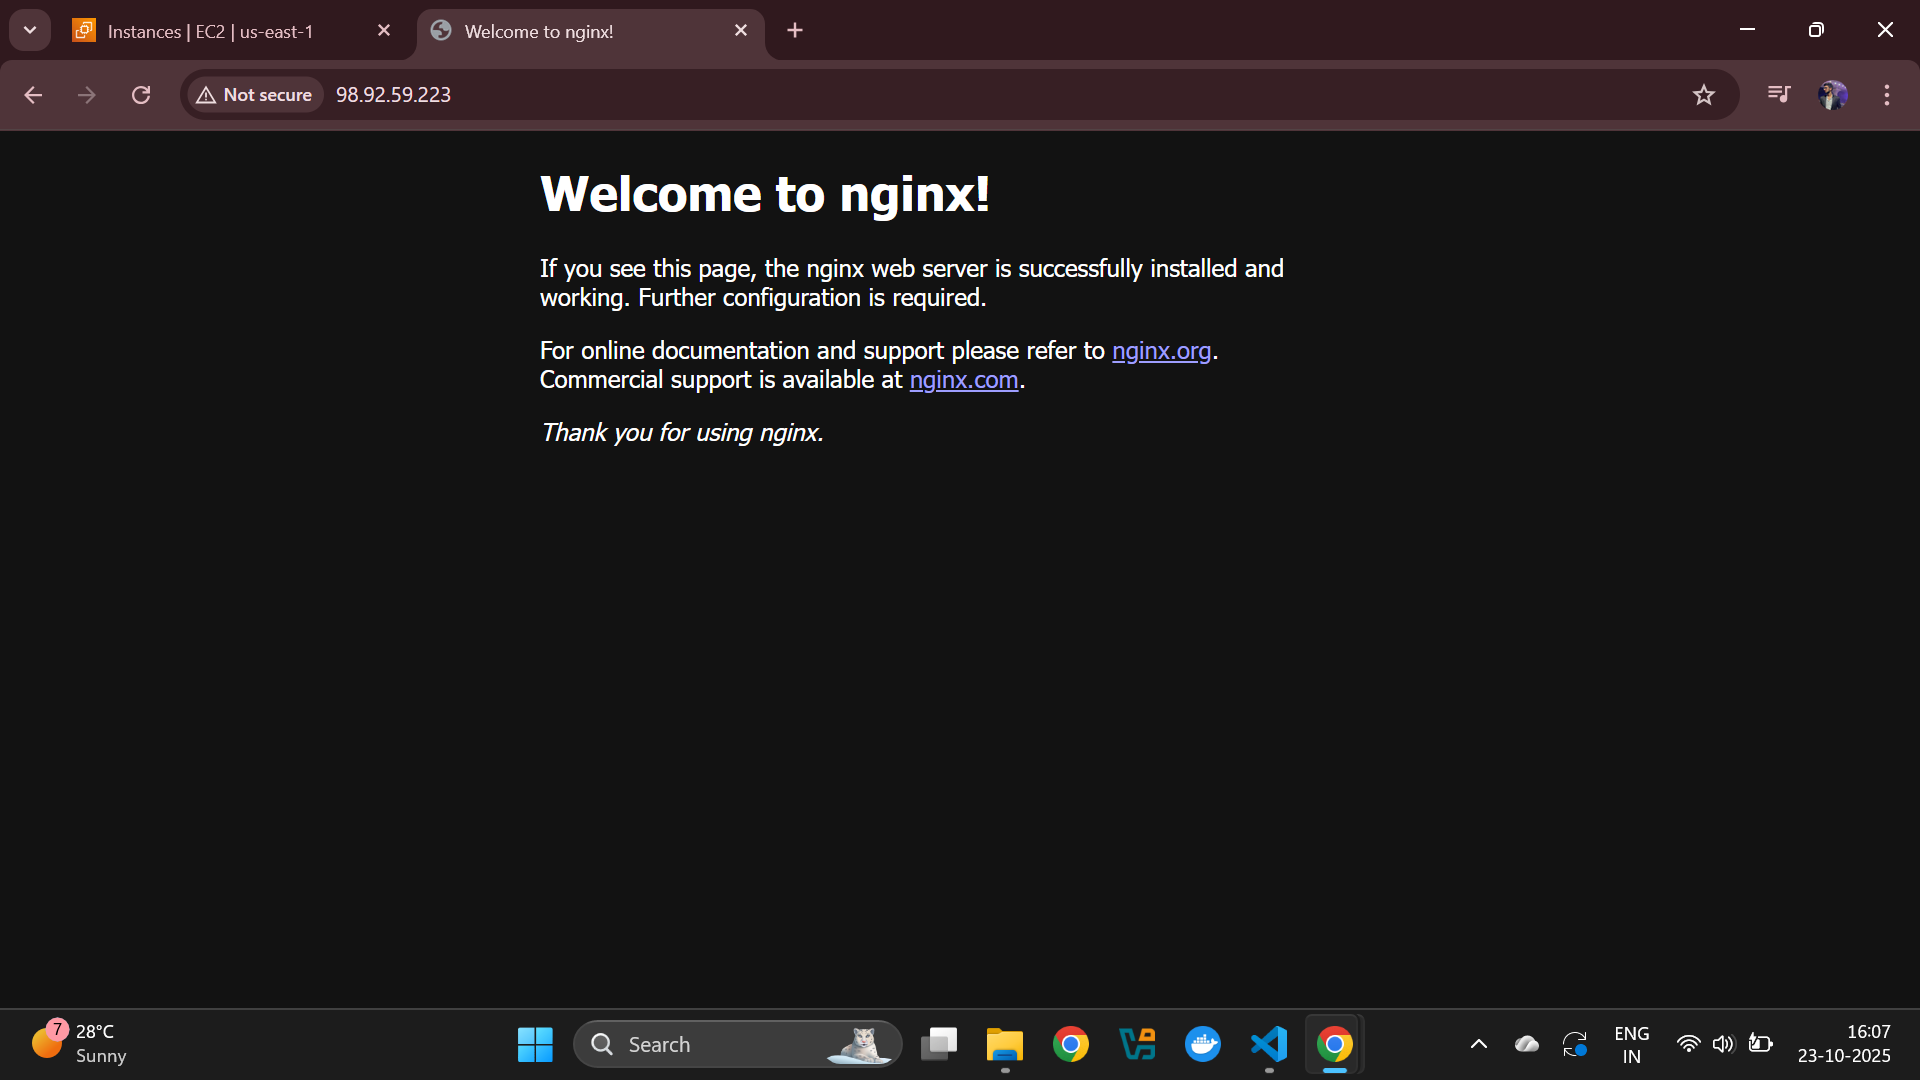 Instances | EC2 | us-east-1
Welcome to nginx!
Not secure
98.92.59.223
Welcome to nginx!
If you see this page, the nginx web server is successfully installed and
working. Further configuration is required.
For online documentation and support please refer to nginx.org.
Commercial support is available at nginx.com.
Thank you for using nginx.
7
28°C
Sunny
Search
ENG
IN
16:07
23-10-2025